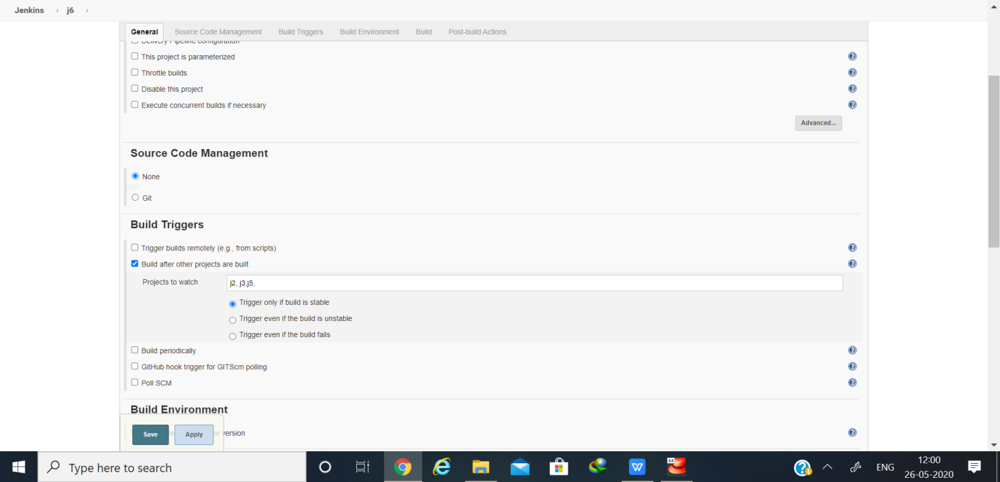 Jenkins j6
General Source Code Management Build Triggers Build Environment Build Post-build Actions
Delivery Pipeline configuration
This project is parameterized
Throttle builds
Disable this project
Execute concurrent builds if necessary
Advanced...
Source Code Management
None
Git
Build Triggers
Trigger builds remotely (e.g., from scripts)
Build after other projects are built
Projects to watch j2, j3,j5,
Trigger only if build is stable
Trigger even if the build is unstable
Trigger even if the build fails
Build periodically
GitHub hook trigger for GITScm polling
Poll SCM
Build Environment
Save Apply version
Type here to search
64
W
ENG
12:00
26-05-2020